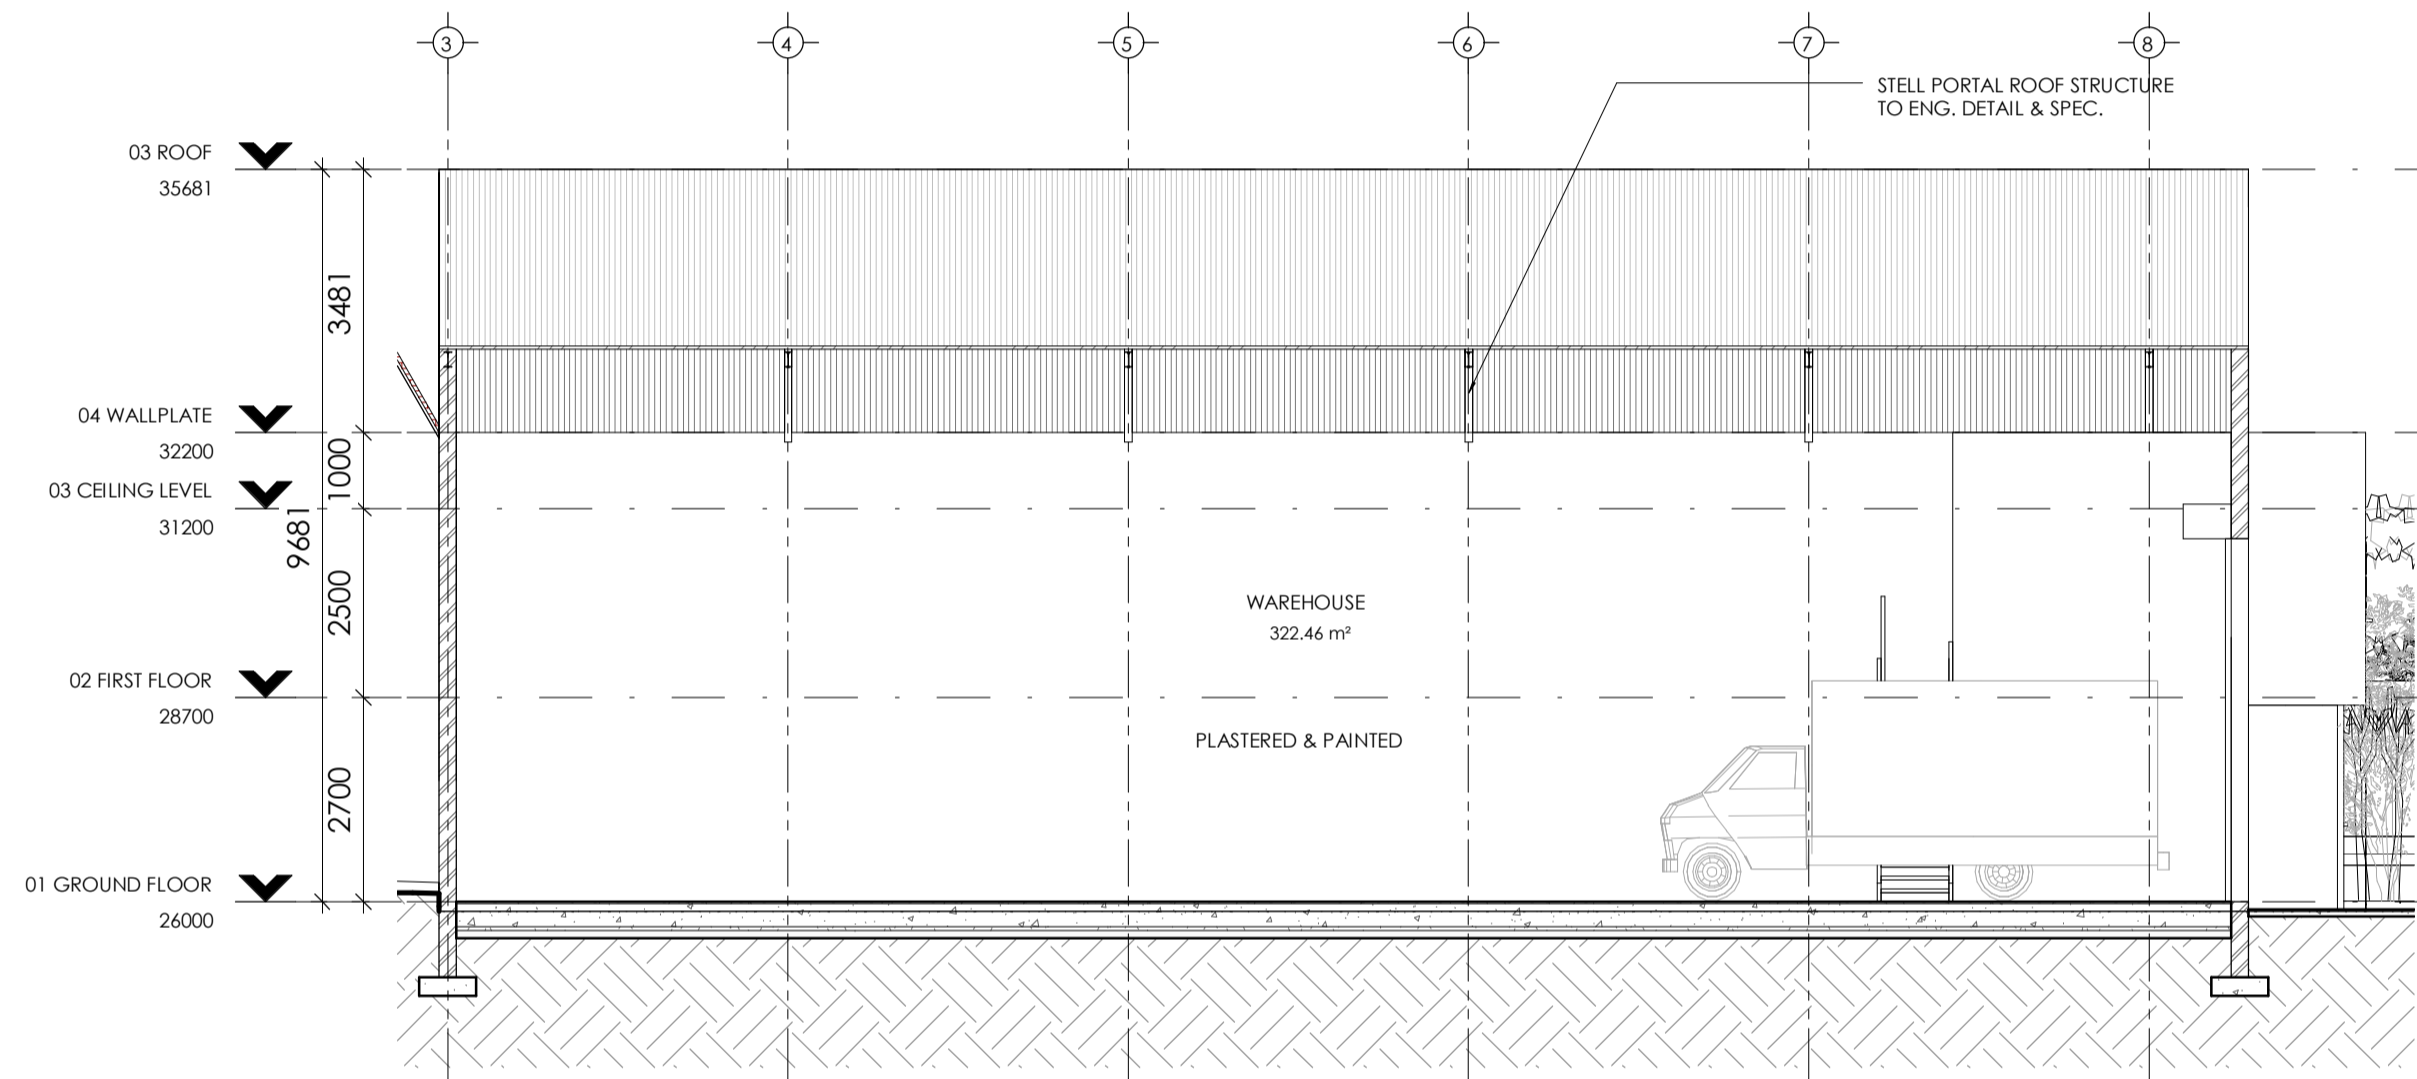 3
4
5
6
7
8
STELL PORTAL ROOF STRUCTURE
TO ENG. DETAIL & SPEC.
03 ROOF
35681
3481
04 WALLPLATE
32200
1000
03 CEILING LEVEL
31200
9681
2500
WAREHOUSE
322.46 m²
02 FIRST FLOOR
28700
PLASTERED & PAINTED
2700
01 GROUND FLOOR
26000